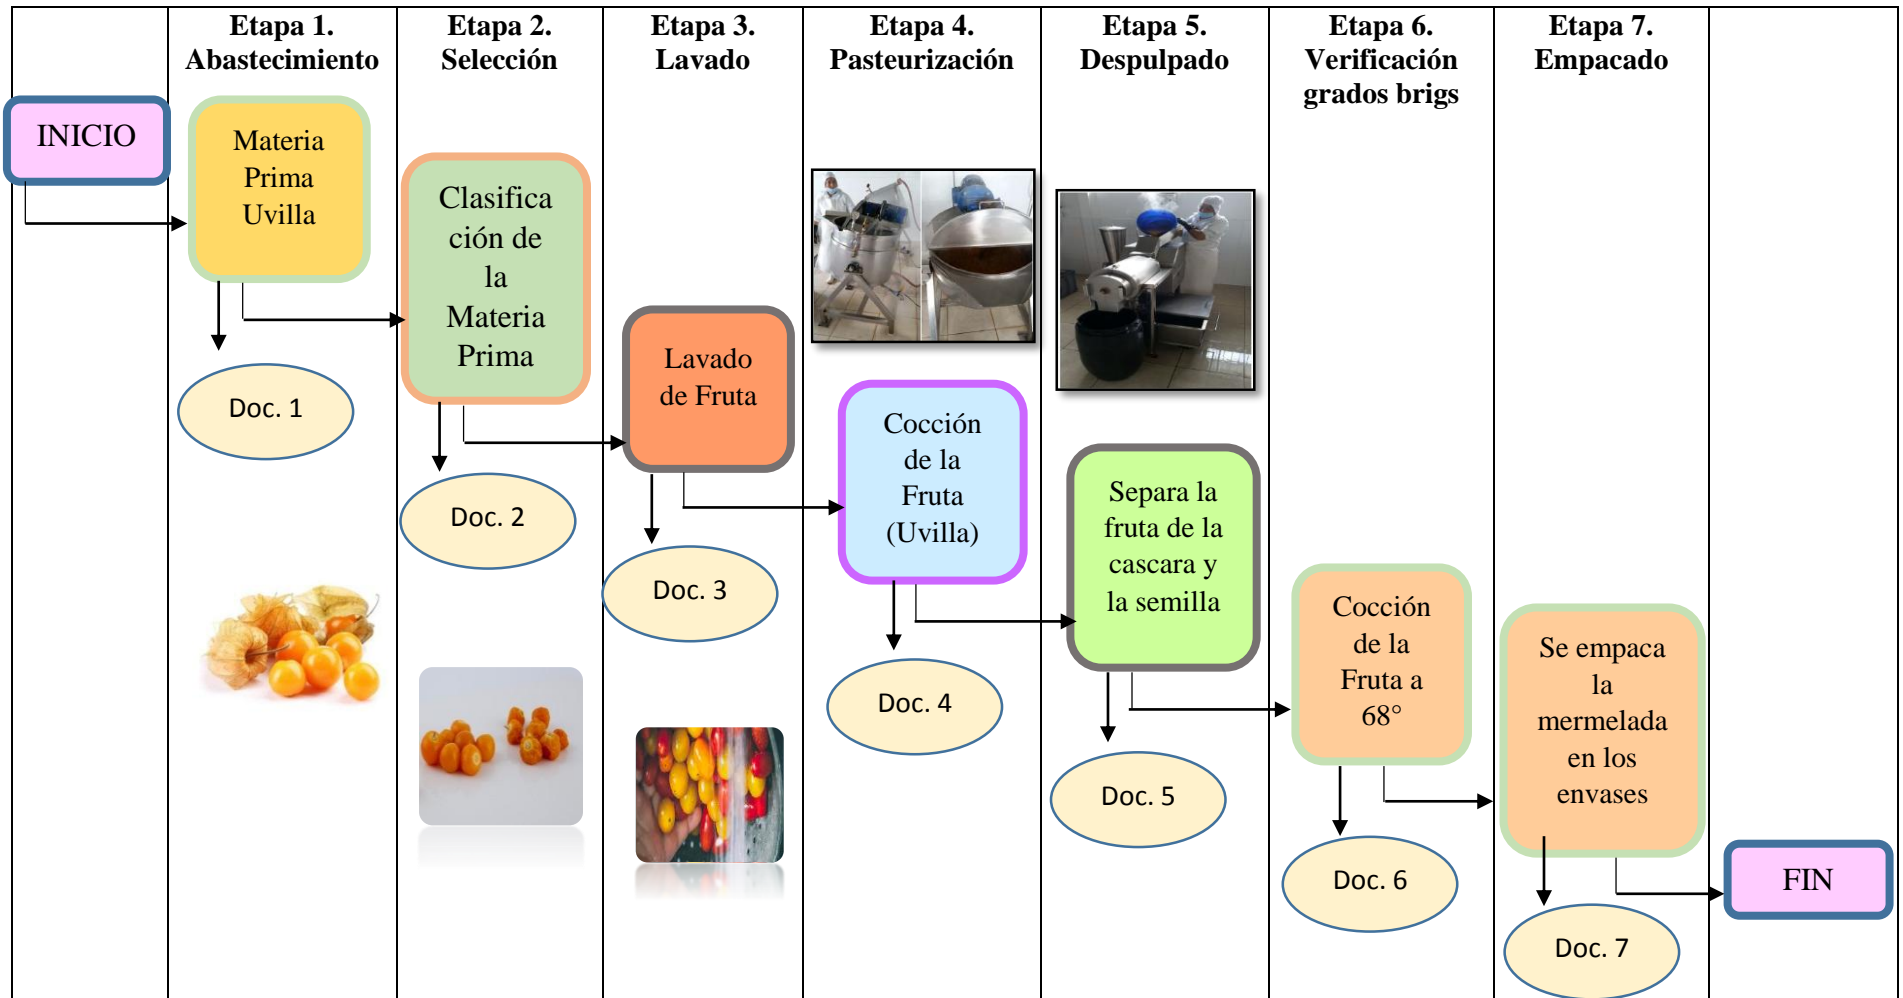 Etapa 1.
Abastecimiento
Etapa 2.
Selección
Etapa 3.
Lavado
Etapa 4.
Pasteurización
Etapa 5.
Despulpado
Etapa 6.
Verificación
grados brigs
Etapa 7.
Empacado
INICIO
Materia
Prima
Uvilla
Doc. 1
Clasifica
ción de
la
Materia
Prima
Doc. 2
Lavado
de Fruta
Doc. 3
Cocción
de la
Fruta
(Uvilla)
Doc. 4
Separa la
fruta de la
cascara y
la semilla
Doc. 5
Cocción
de la
Fruta a
68°
Doc. 6
Se empaca
la
mermelada
en los
envases
Doc. 7
FIN